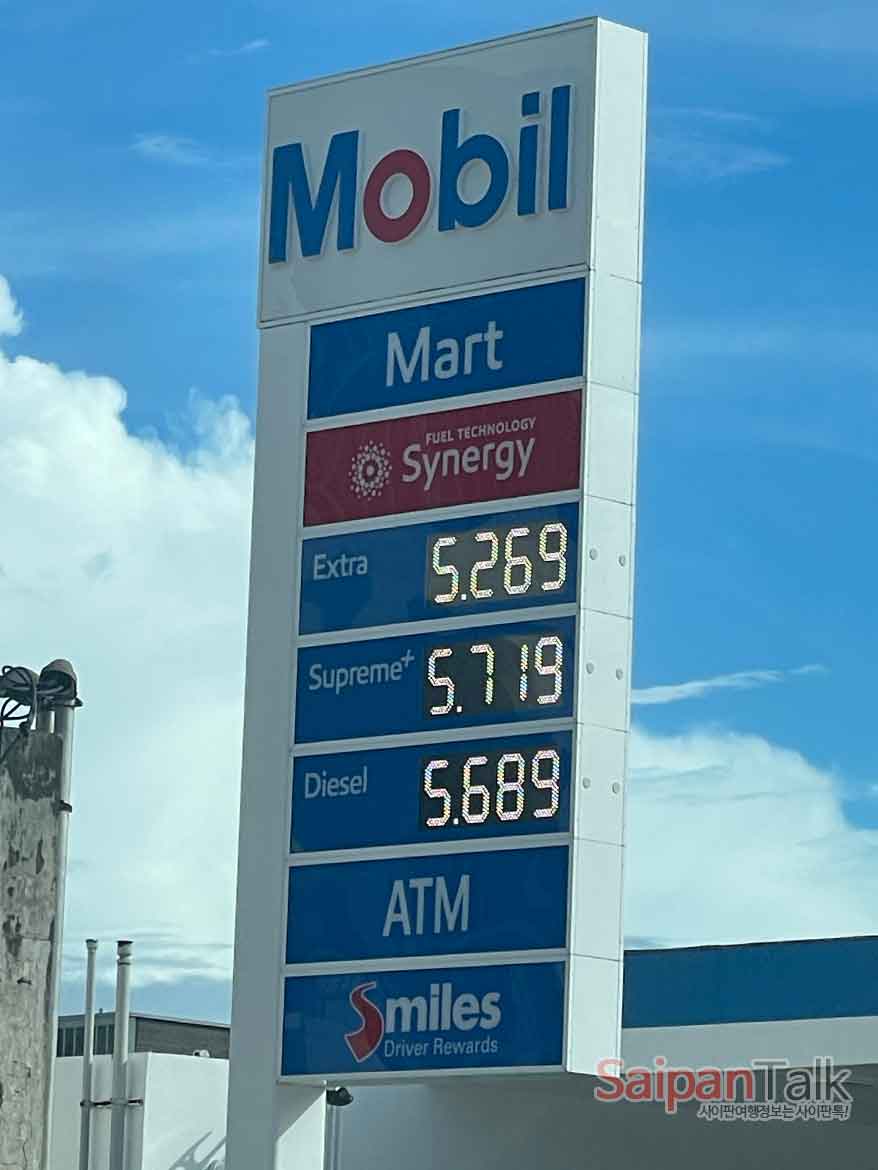 Mobil
Mart
FUEL TECHNOLOGY
Synergy
Extra 5.269
Supreme+ 5.719
Diesel 5.689
ATM
Smiles
Driver Rewards
SaipanTalk
사이판여행정보는 사이판톡!